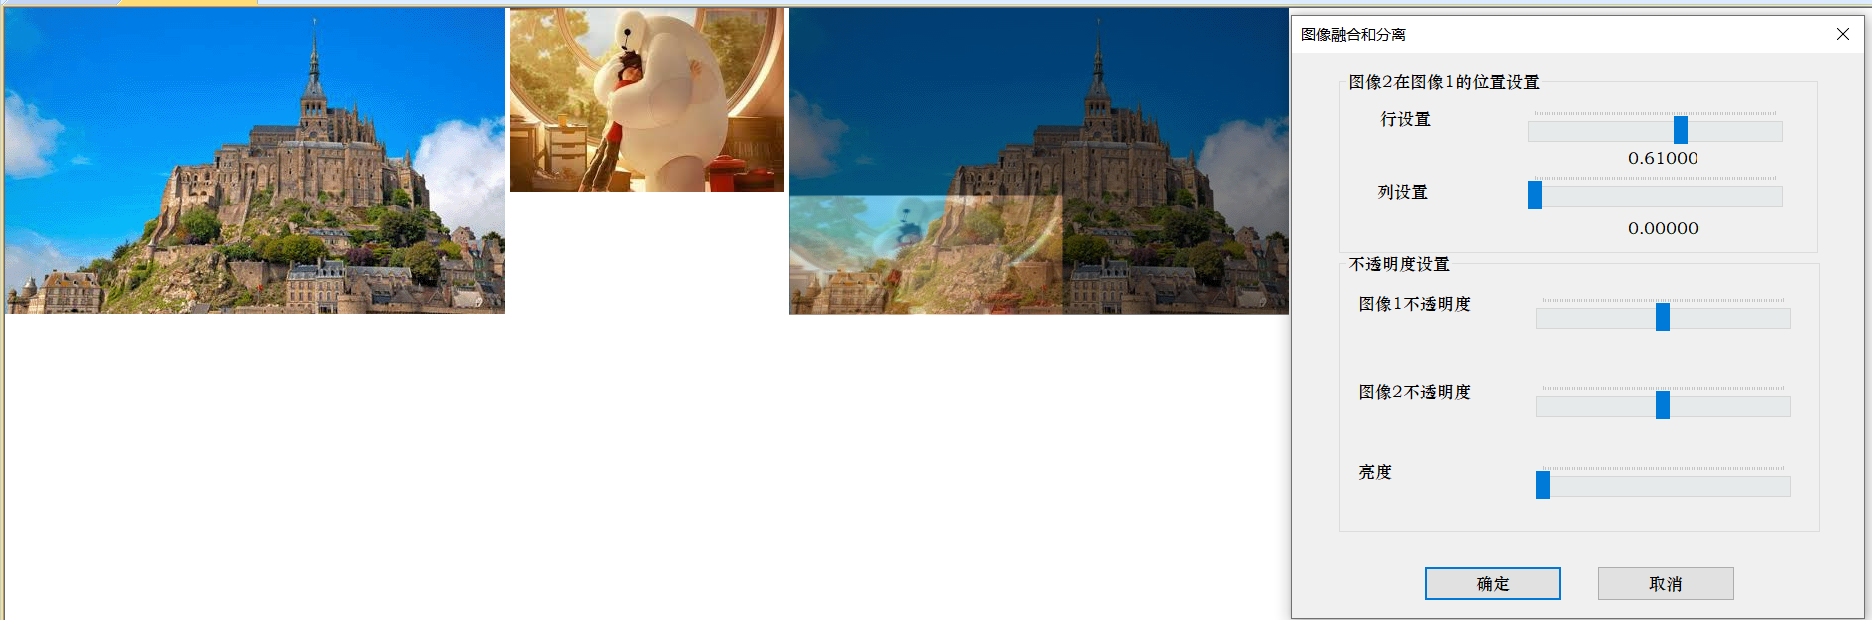 图像融合和分离
图像2在图像1的位置设置
行设置
0.61000
列设置
0.00000
不透明度设置
图像1不透明度
图像2不透明度
亮度
确定
取消